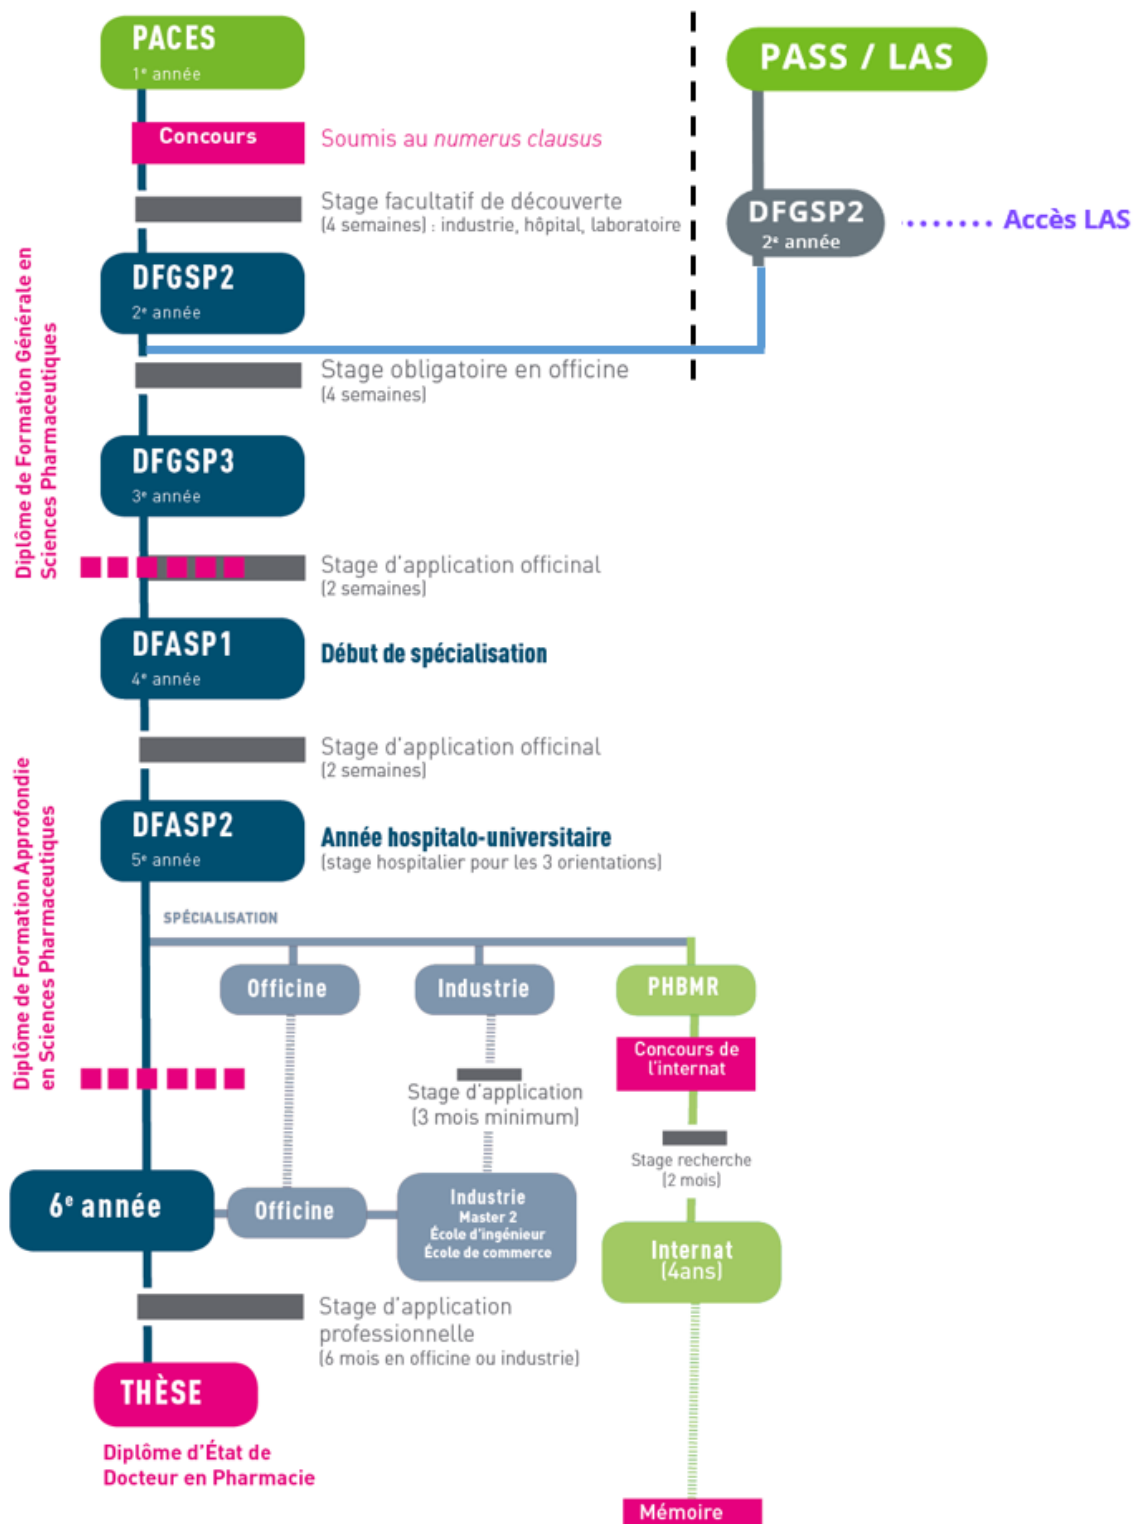 PACES
1e année
PASS / LAS
Concours
Soumis au numerus clausus
Stage facultatif de découverte
(4 semaines) : industrie, hôpital, laboratoire
DFGSP2
2e année
Accès LAS
DFGSP2
2e année
Stage obligatoire en officine
(4 semaines)
Diplôme de Formation Générale en
Sciences Pharmaceutiques
DFGSP3
3e année
Stage d'application officinal
(2 semaines)
DFASP1
4e année
Début de spécialisation
Stage d'application officinal
(2 semaines)
Diplôme de Formation Approfondie
en Sciences Pharmaceutiques
DFASP2
5e année
Année hospitalo-universitaire
(stage hospitalier pour les 3 orientations)
SPÉCIALISATION
Officine
Industrie
PHBMR
Concours de
l'internat
Stage d'application
(3 mois minimum)
Stage recherche
(2 mois)
6e année
Officine
Industrie
Master 2
École d'ingénieur
École de commerce
Internat
(4ans)
Stage d'application
professionnelle
(6 mois en officine ou industrie)
THÈSE
Diplôme d'État de
Docteur en Pharmacie
Mémoire